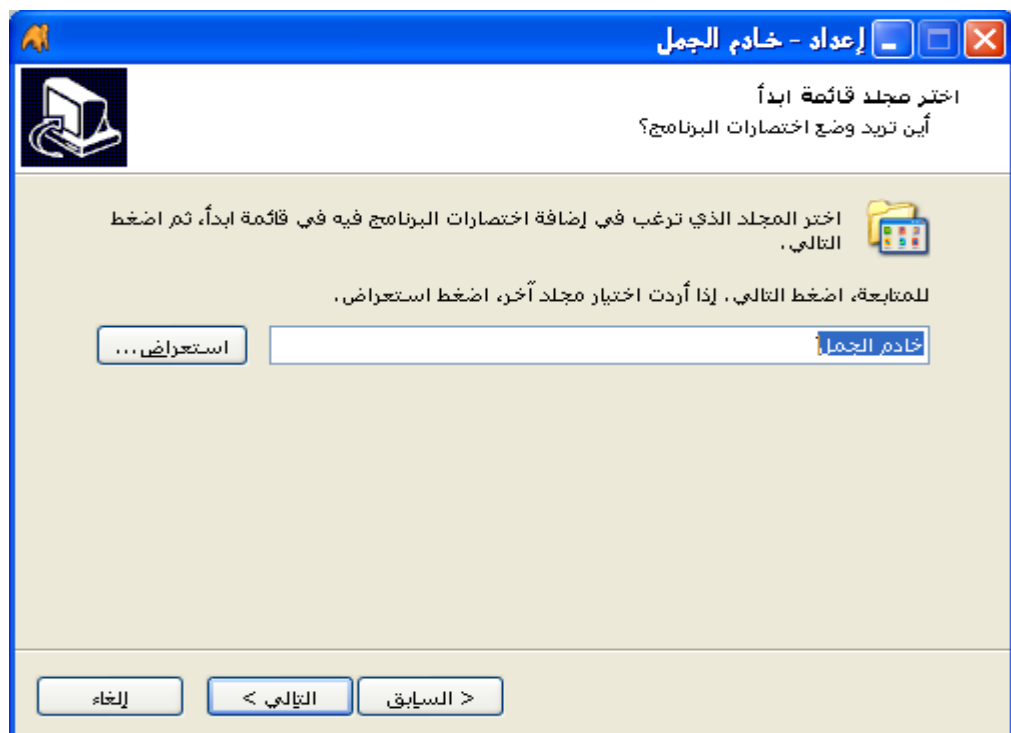 إعداد - خادم الجمل
اختر مجلد قائمة ابدأ
أين تريد وضع اختصارات البرنامج؟
اختر المجلد الذي ترغب في إضافة اختصارات البرنامج فيه في قائمة ابدأ، ثم اضغط
التالي.
للمتابعة، اضغط التالي. إذا أردت اختيار مجلد آخر، اضغط استعراض.
خادم الجمل
استعراض...
< السابق
التالي >
إلغاء